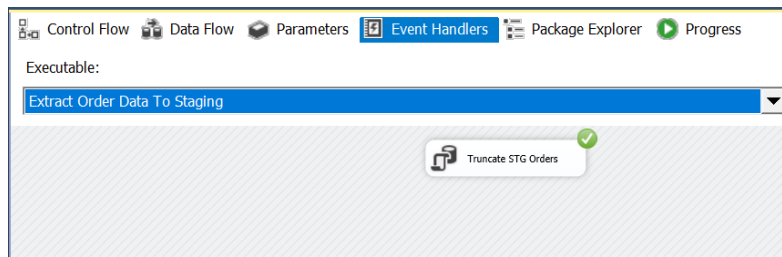 Control Flow Data Flow Parameters Event Handlers Package Explorer Progress
Executable:
Extract Order Data To Staging
Truncate STG Orders